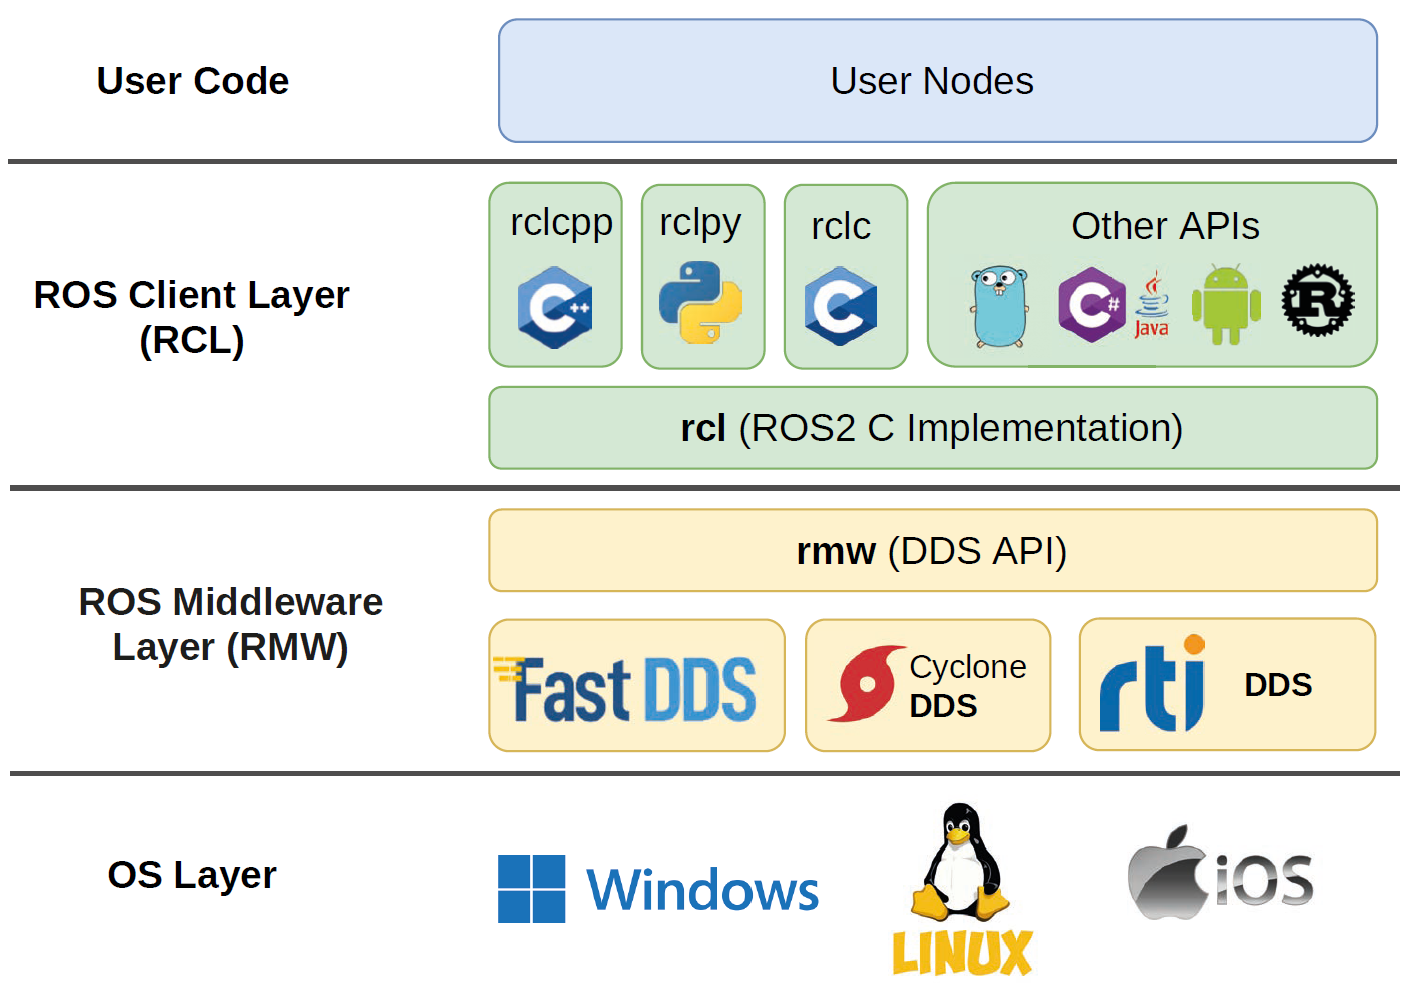 User Code
User Nodes
ROS Client Layer
(RCL)
rclcpp
rclpy
rclc
Other APIs
C++
C
C#
Java
R
rcl (ROS2 C Implementation)
ROS Middleware
Layer (RMW)
rmw (DDS API)
Fast DDS
Cyclone
DDS
rti
DDS
OS Layer
Windows
LINUX
iOS